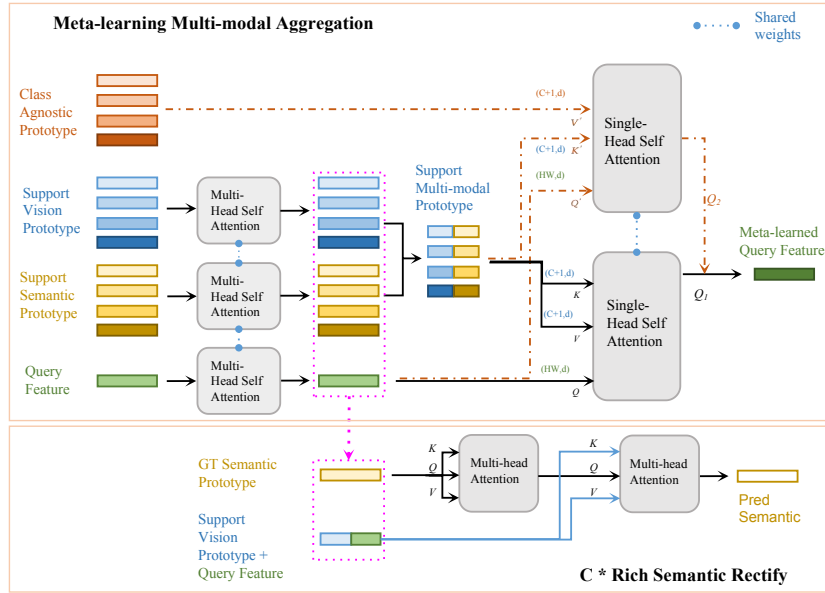 Meta-learning Multi-modal Aggregation
Shared
weights
Class
Agnostic
Prototype
(C+1,d)
V´
(C+1,d)
K´
(HW,d)
Q´
Single-
Head Self
Attention
Q2
Support
Vision
Prototype
Multi-
Head Self
Attention
Support
Multi-modal
Prototype
Meta-learned
Query Feature
Support
Semantic
Prototype
Multi-
Head Self
Attention
(C+1,d)
K
(C+1,d)
V
Single-
Head Self
Attention
Q1
Query
Feature
Multi-
Head Self
Attention
(HW,d)
Q
GT Semantic
Prototype
K
Q
V
Multi-head
Attention
K
Q
V
Multi-head
Attention
Pred
Semantic
Support
Vision
Prototype +
Query Feature
C * Rich Semantic Rectify